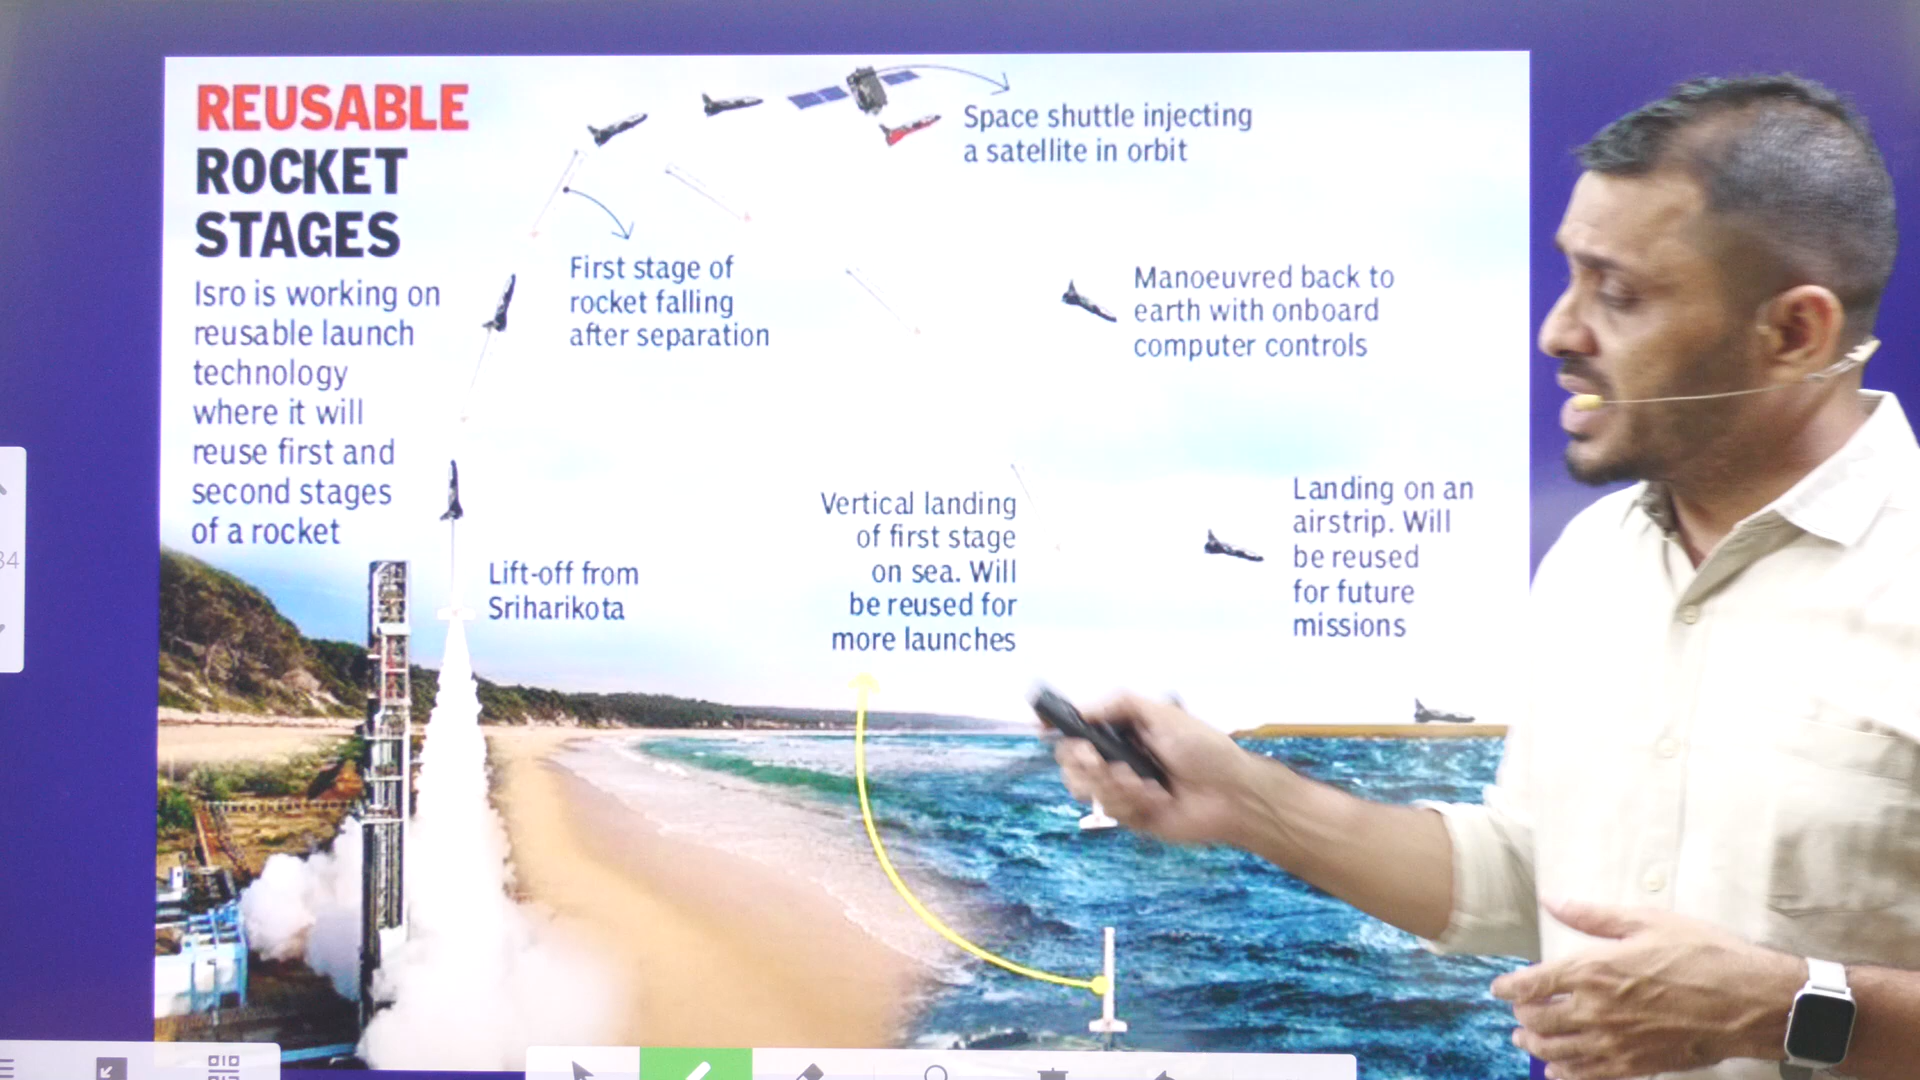 REUSABLE
ROCKET
STAGES
Isro is working on
reusable launch
technology
where it will
reuse first and
second stages
of a rocket
Space shuttle injecting
a satellite in orbit
First stage of
rocket falling
after separation
Manoeuvred back to
earth with onboard
computer controls
Lift-off from
Sriharikota
Vertical landing
of first stage
on sea. Will
be reused for
more launches
Landing on an
airstrip. Will
be reused
for future
missions